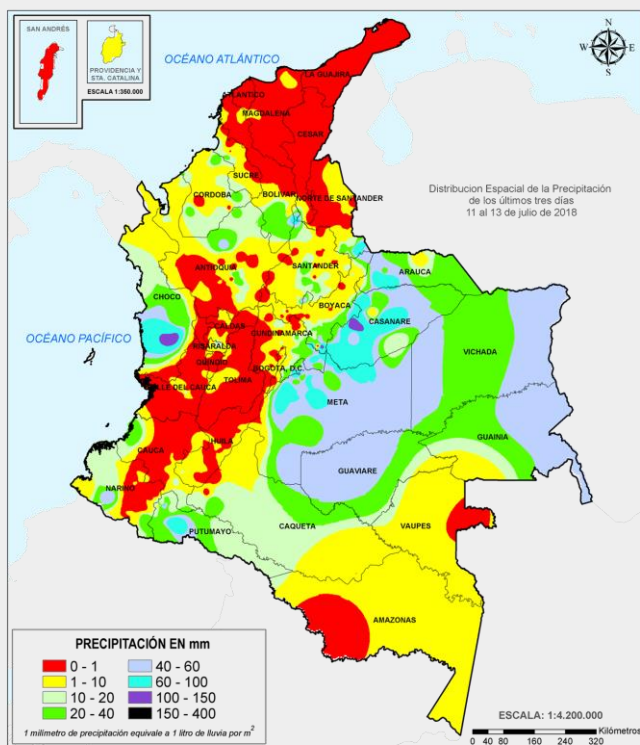 SAN ANDRÉS
PROVIDENCIA Y
STA. CATALINA
ESCALA 1:350.000
OCÉANO ATLÁNTICO
N
W
E
S
LA GUAJIRA
ATLANTICO
MAGDALENA
CESAR
SUCRE
CORDOBA
BOLIVAR
NORTE DE SANTANDER
Distribucion Espacial de la Precipitación
de los últimos tres días
11 al 13 de julio de 2018
ANTIOQUIA
SANTANDER
ARAUCA
CHOCO
BOYACA
CASANARE
OCÉANO PACÍFICO
CALDAS
CUNDINAMARCA
RISARALDA
VICHADA
QUINDIO
BOGOTA, D.C.
VALLE DEL CAUCA
TOLIMA
META
GUAINIA
CAUCA
HUILA
GUAVIARE
NARIÑO
VAUPES
CAQUETA
PUTUMAYO
AMAZONAS
PRECIPITACIÓN EN mm
0 - 1
40 - 60
1 - 10
60 - 100
10 - 20
100 - 150
20 - 40
150 - 400
1 milimetro de precipitación equivale a 1 litro de lluvia por m²
ESCALA: 1:4.200.000
Kilómetros
0 40 80 160 240 320